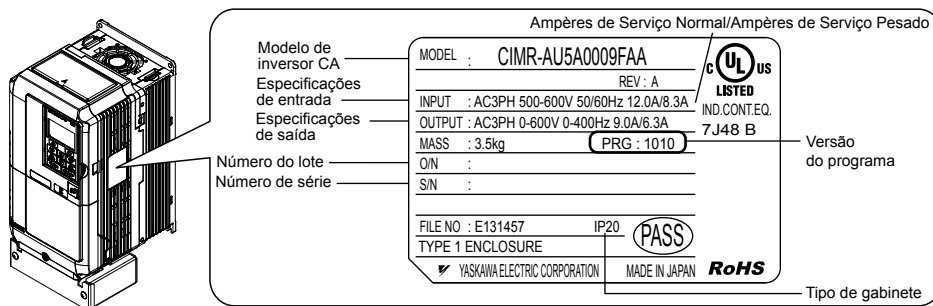 Ampères de Serviço Normal/Ampères de Serviço Pesado
Modelo de
inversor CA
Especificações
de entrada
Especificações
de saída
Número do lote
Número de série
MODEL : CIMR-AU5A0009FAA
REV : A
INPUT : AC3PH 500-600V 50/60Hz 12.0A/8.3A
OUTPUT : AC3PH 0-600V 0-400Hz 9.0A/6.3A
MASS : 3.5kg PRG : 1010
O/N :
S/N :
FILE NO : E131457 IP20
TYPE 1 ENCLOSURE
PASS
YASKAWA ELECTRIC CORPORATION MADE IN JAPAN
C UL US
LISTED
IND.CONT.EQ.
7J48 B
RoHS
Versão
do programa
Tipo de gabinete